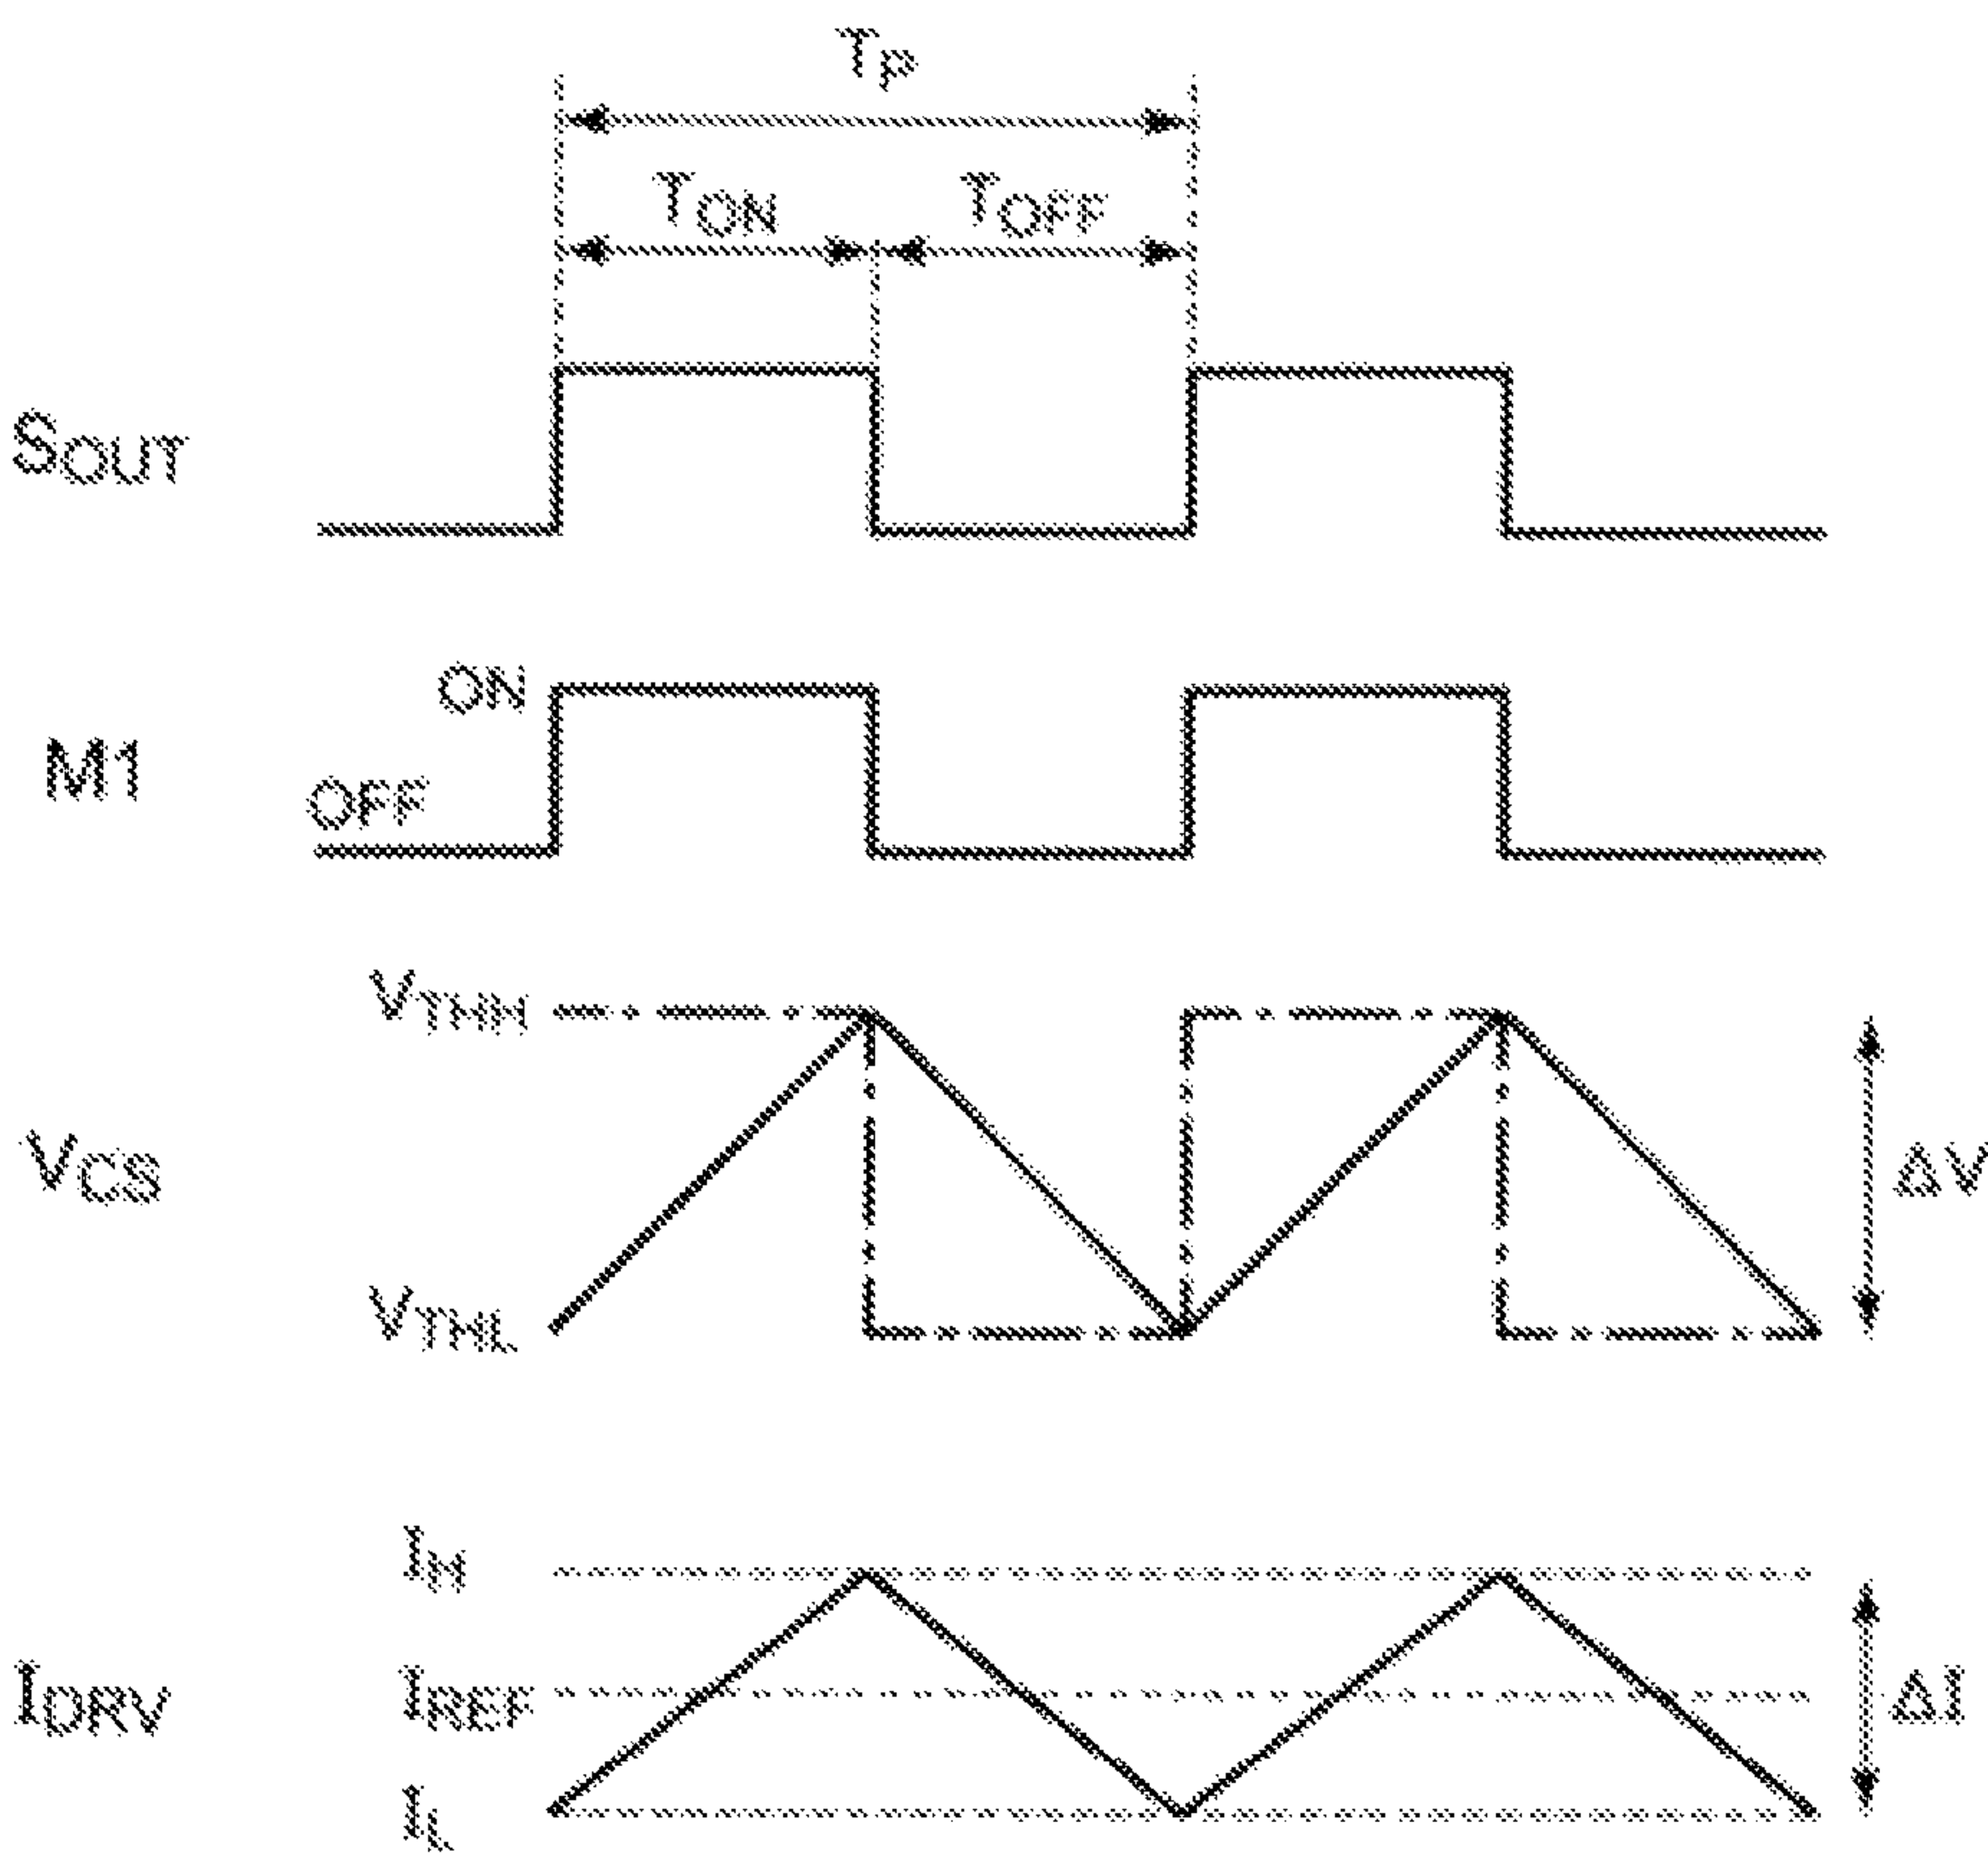 TP
TON TOFF
SOUT
ON
M1
OFF
VTHH
VCS
ΔV
VTHL
IH
IDRV
IREF
ΔI
IL